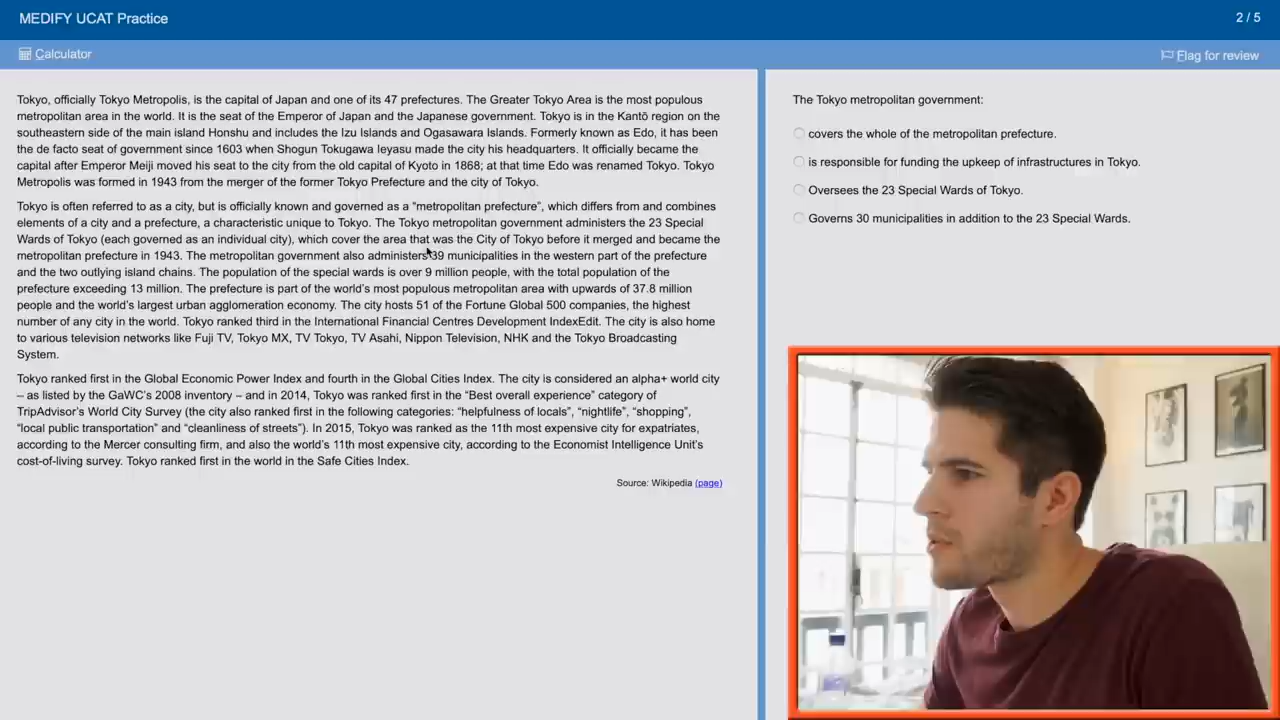 MEDIFY UCAT Practice
2 / 5
Calculator
Flag for review
Tokyo, officially Tokyo Metropolis, is the capital of Japan and one of its 47 prefectures. The Greater Tokyo Area is the most populous
metropolitan area in the world. It is the seat of the Emperor of Japan and the Japanese government. Tokyo is in the Kantō region on the
southeastern side of the main island Honshu and includes the Izu Islands and Ogasawara Islands. Formerly known as Edo, it has been
the de facto seat of government since 1603 when Shogun Tokugawa Ieyasu made the city his headquarters. It officially became the
capital after Emperor Meiji moved his seat to the city from the old capital of Kyoto in 1868; at that time Edo was renamed Tokyo. Tokyo
Metropolis was formed in 1943 from the merger of the former Tokyo Prefecture and the city of Tokyo.
Tokyo is often referred to as a city, but is officially known and governed as a "metropolitan prefecture", which differs from and combines
elements of a city and a prefecture, a characteristic unique to Tokyo. The Tokyo metropolitan government administers the 23 Special
Wards of Tokyo (each governed as an individual city), which cover the area that was the City of Tokyo before it merged and became the
metropolitan prefecture in 1943. The metropolitan government also administers 39 municipalities in the western part of the prefecture
and the two outlying island chains. The population of the special wards is over 9 million people, with the total population of the
prefecture exceeding 13 million. The prefecture is part of the world's most populous metropolitan area with upwards of 37.8 million
people and the world's largest urban agglomeration economy. The city hosts 51 of the Fortune Global 500 companies, the highest
number of any city in the world. Tokyo ranked third in the International Financial Centres Development IndexEdit. The city is also home
to various television networks like Fuji TV, Tokyo MX, TV Tokyo, TV Asahi, Nippon Television, NHK and the Tokyo Broadcasting
System.
Tokyo ranked first in the Global Economic Power Index and fourth in the Global Cities Index. The city is considered an alpha+ world city
– as listed by the GaWC's 2008 inventory – and in 2014, Tokyo was ranked first in the “Best overall experience” category of
TripAdvisor's World City Survey (the city also ranked first in the following categories: “helpfulness of locals”, “nightlife”, “shopping”,
“local public transportation” and “cleanliness of streets”). In 2015, Tokyo was ranked as the 11th most expensive city for expatriates,
according to the Mercer consulting firm, and also the world's 11th most expensive city, according to the Economist Intelligence Unit's
cost-of-living survey. Tokyo ranked first in the world in the Safe Cities Index.
Source: Wikipedia (page)
The Tokyo metropolitan government:
covers the whole of the metropolitan prefecture.
is responsible for funding the upkeep of infrastructures in Tokyo.
Oversees the 23 Special Wards of Tokyo.
Governs 30 municipalities in addition to the 23 Special Wards.